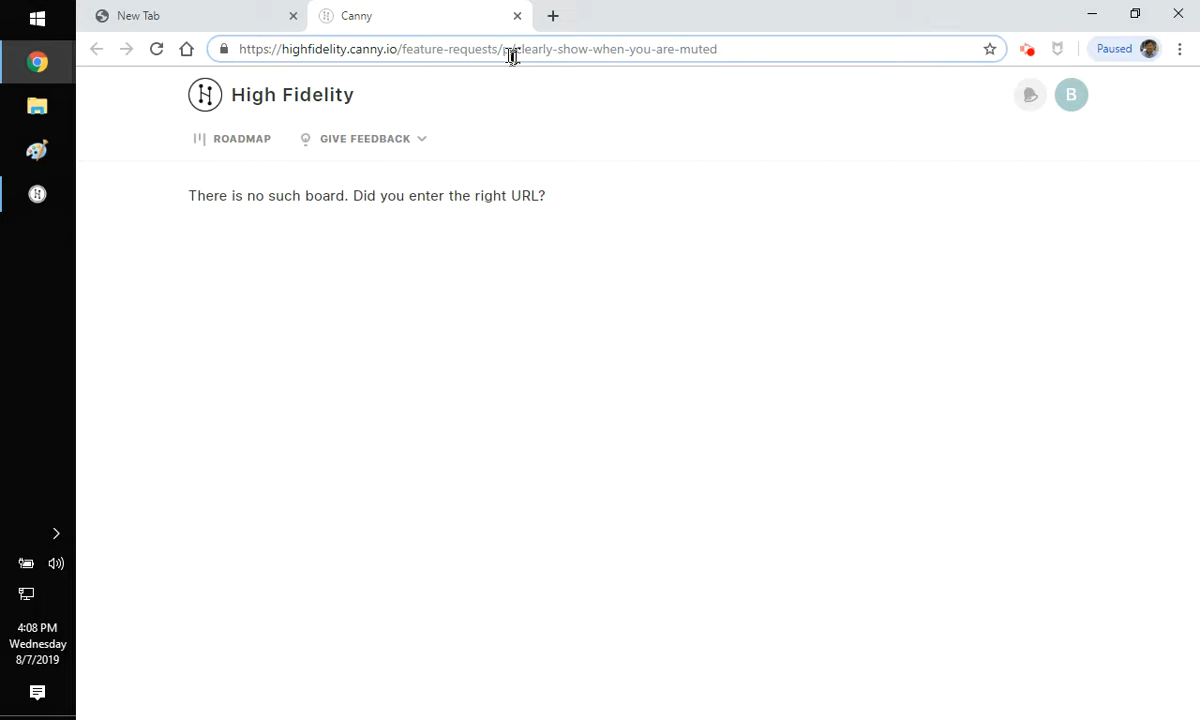 New Tab
Canny
https://highfidelity.canny.io/feature-requests/p/clearly-show-when-you-are-muted
Paused
High Fidelity
B
ROADMAP
GIVE FEEDBACK
There is no such board. Did you enter the right URL?
4:08 PM
Wednesday
8/7/2019